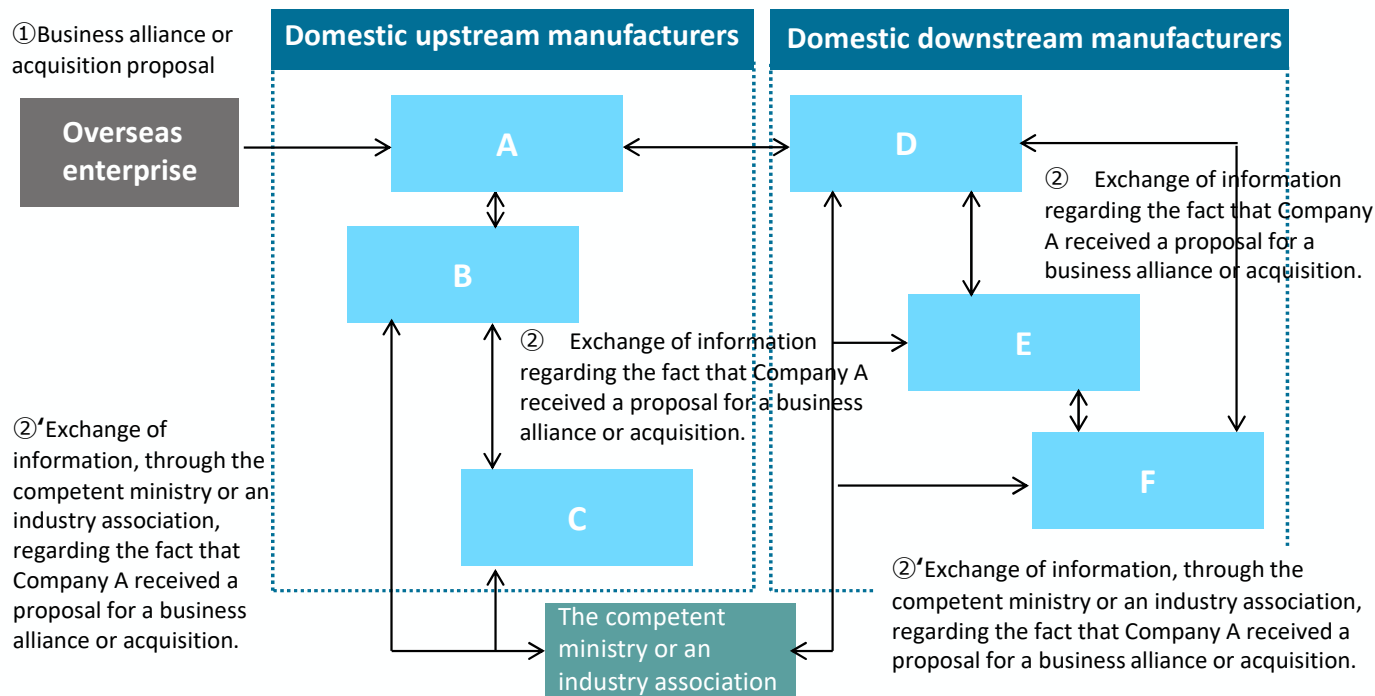 ①Business alliance or
acquisition proposal
Domestic upstream manufacturers
Domestic downstream manufacturers
Overseas
enterprise
A
D
② Exchange of information
regarding the fact that Company
A received a proposal for a
business alliance or acquisition.
B
E
② Exchange of information
regarding the fact that Company A
received a proposal for a business
alliance or acquisition.
②‘Exchange of
information, through the
competent ministry or an
industry association,
regarding the fact that
Company A received a
proposal for a business
alliance or acquisition.
C
F
②‘Exchange of information, through the
competent ministry or an industry association,
regarding the fact that Company A received a
proposal for a business alliance or acquisition.
The competent
ministry or an
industry association